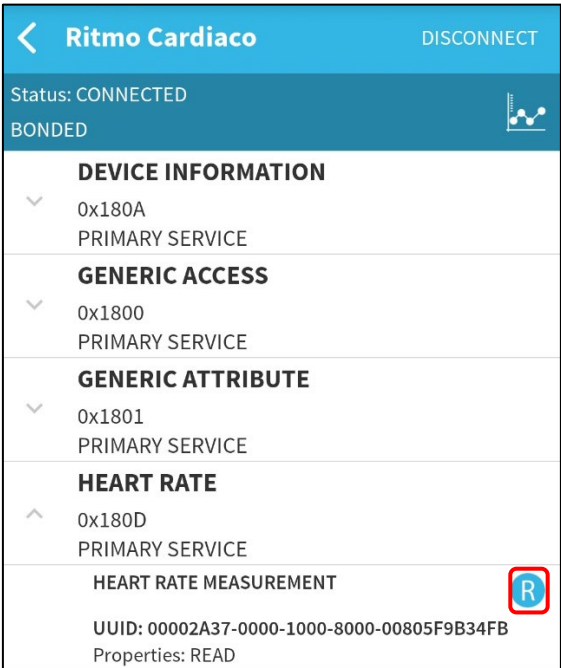 Ritmo Cardiaco DISCONNECT
Status: CONNECTED
BONDED
DEVICE INFORMATION
0x180A
PRIMARY SERVICE
GENERIC ACCESS
0x1800
PRIMARY SERVICE
GENERIC ATTRIBUTE
0x1801
PRIMARY SERVICE
HEART RATE
0x180D
PRIMARY SERVICE
HEART RATE MEASUREMENT
R
UUID: 00002A37-0000-1000-8000-00805F9B34FB
Properties: READ